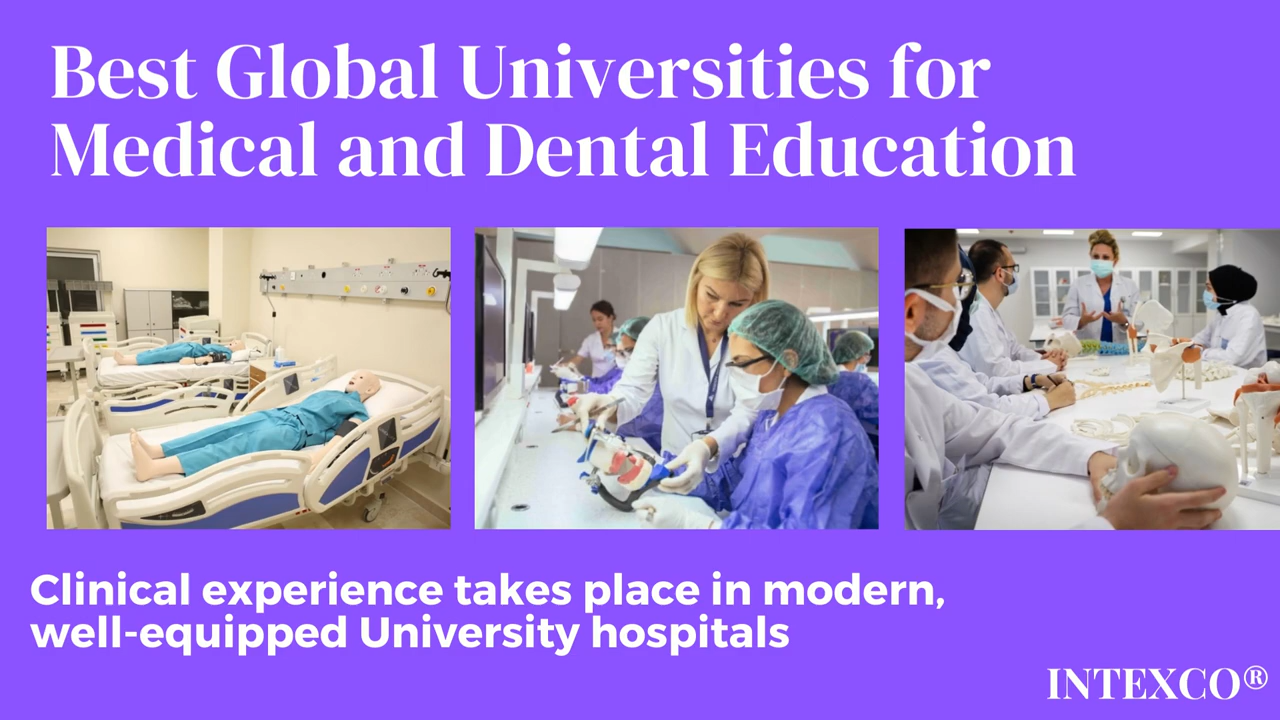 Best Global Universities for
Medical and Dental Education
Clinical experience takes place in modern,
well-equipped University hospitals
INTEXCO®